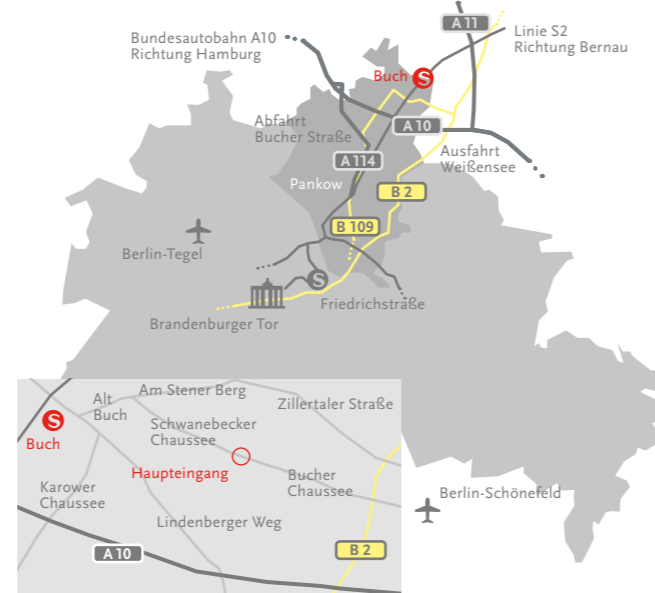 A 11
Bundesautobahn A10
Richtung Hamburg
Linie S2
Richtung Bernau
Buch
S
Abfahrt
Bucher Straße
A 10
A 114
Ausfahrt
Weißensee
Pankow
B 2
B 109
Berlin-Tegel
S
Friedrichstraße
Brandenburger Tor
Am Stener Berg
Alt
Buch
Zillertaler Straße
S
Schwanebecker
Chaussee
Buch
Haupteingang
Bucher
Chaussee
Karower
Chaussee
Lindenberger Weg
A 10
B 2
Berlin-Schönefeld